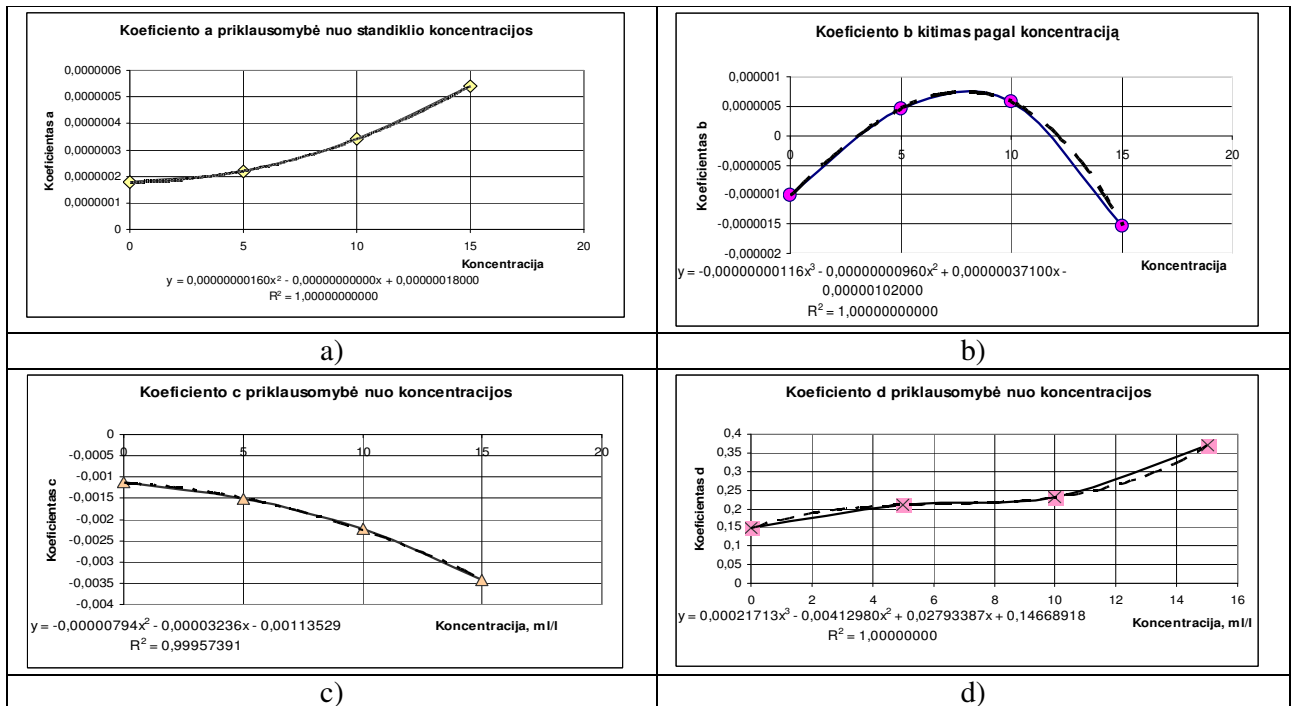 Koeficiento a priklausomybė nuo standiklio koncentracijos
0,0000006
0,0000005
0,0000004
0,0000003
0,0000002
0,0000001
0
Koeficientas a
0 5 10 15 20
Koncentracija
y = 0,00000000160x² - 0,00000000000x + 0,00000018000
R² = 1,00000000000
Koeficiento b kitimas pagal koncentraciją
0,000001
0,0000005
0
-0,0000005
-0,000001
-0,0000015
-0,000002
Koeficientas b
0 5 10 15 20
Koncentracija
y = -0,00000000116x³ - 0,00000000960x² + 0,00000037100x -
0,00000102000
R² = 1,00000000000
a)
b)
Koeficiento c priklausomybė nuo koncentracijos
0
-0,0005
-0,001
-0,0015
-0,002
-0,0025
-0,003
-0,0035
-0,004
Koeficientas c
0 5 10 15 20
Koncentracija, ml/l
y = -0,00000794x² - 0,00003236x - 0,00113529
R² = 0,99957391
Koeficiento d priklausomybė nuo koncentracijos
0,4
0,35
0,3
0,25
0,2
0,15
0,1
0,05
0
Koeficientas d
0 2 4 6 8 10 12 14 16
Koncentracija, ml/l
y = 0,00021713x³ - 0,00412980x² + 0,02793387x + 0,14668918
R² = 1,00000000
c)
d)